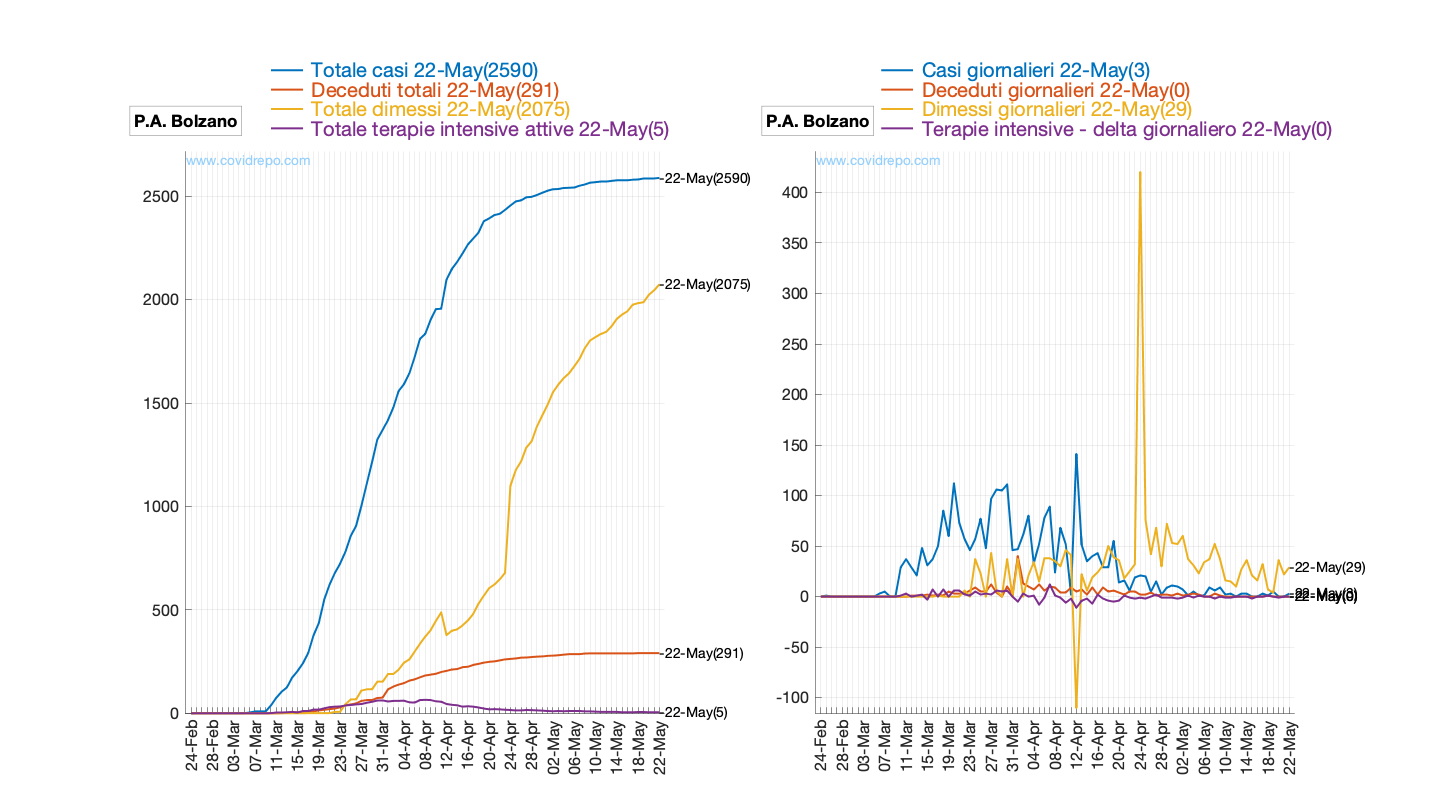 Totale casi 22-May(2590)
Deceduti totali 22-May(291)
Totale dimessi 22-May(2075)
Totale terapie intensive attive 22-May(5)
P.A. Bolzano
www.covidrepo.com
2500
2000
1500
1000
500
0
22-May(2590)
22-May(2075)
22-May(291)
22-May(5)
24-Feb
28-Feb
03-Mar
07-Mar
11-Mar
15-Mar
19-Mar
23-Mar
27-Mar
31-Mar
04-Apr
08-Apr
12-Apr
16-Apr
20-Apr
24-Apr
28-Apr
02-May
06-May
10-May
14-May
18-May
22-May
Casi giornalieri 22-May(3)
Deceduti giornalieri 22-May(0)
Dimessi giornalieri 22-May(29)
Terapie intensive - delta giornaliero 22-May(0)
P.A. Bolzano
www.covidrepo.com
400
350
300
250
200
150
100
50
0
-50
-100
22-May(29)
24-Feb
28-Feb
03-Mar
07-Mar
11-Mar
15-Mar
19-Mar
23-Mar
27-Mar
31-Mar
04-Apr
08-Apr
12-Apr
16-Apr
20-Apr
24-Apr
28-Apr
02-May
06-May
10-May
14-May
18-May
22-May